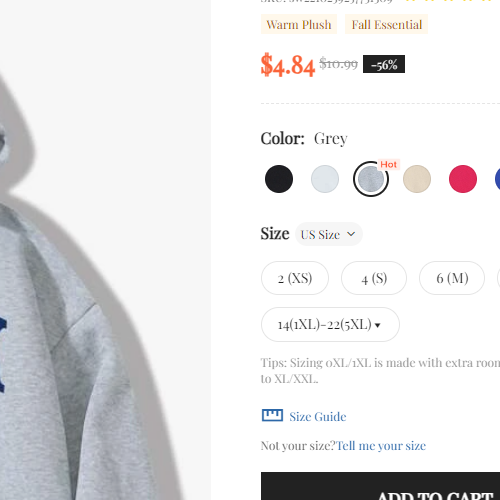 Warm Plush Fall Essential
$4.84 $10.99 -56%
Color: Grey
Hot
Size US Size
2 (XS) 4 (S) 6 (M)
14(1XL)-22(5XL)
Tips: Sizing 0XL/1XL is made with extra room
to XL/XXL.
Size Guide
Not your size?Tell me your size
ADD TO CART